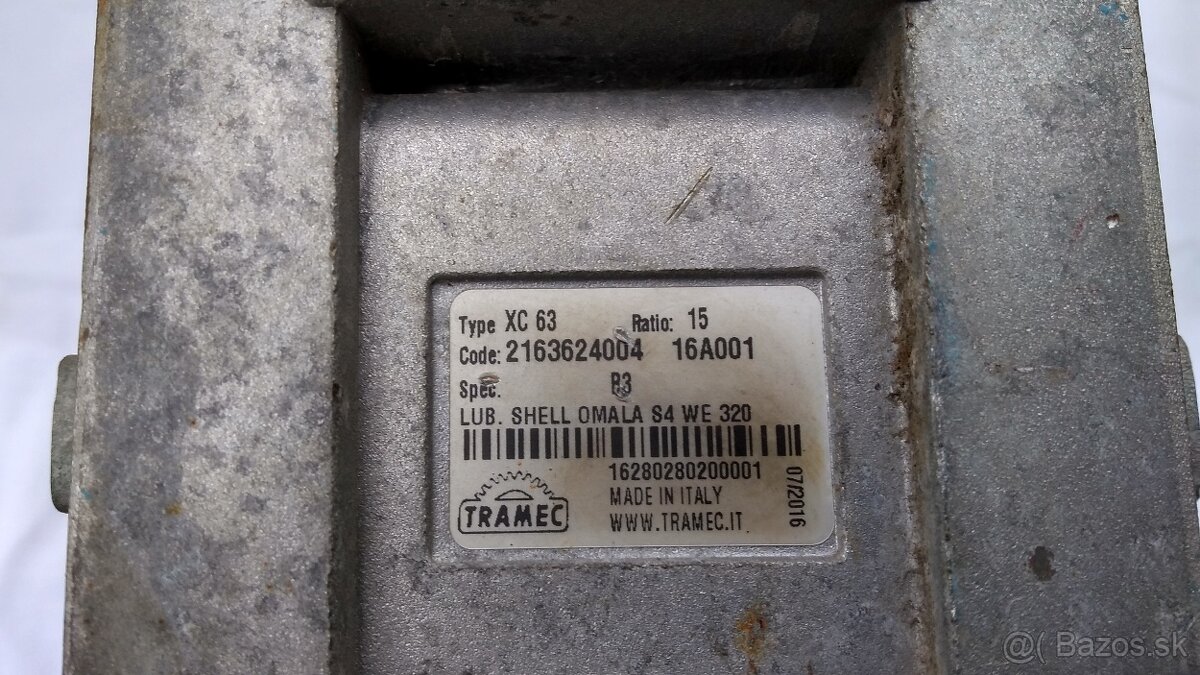 Type XC 63 Ratio: 15
Code: 2163624004 16A001
Spec. B3
LUB. SHELL OMALA S4 WE 320
16280280200001
MADE IN ITALY
TRAMEC
WWW.TRAMEC.IT
07/2016
@( Bazos.sk